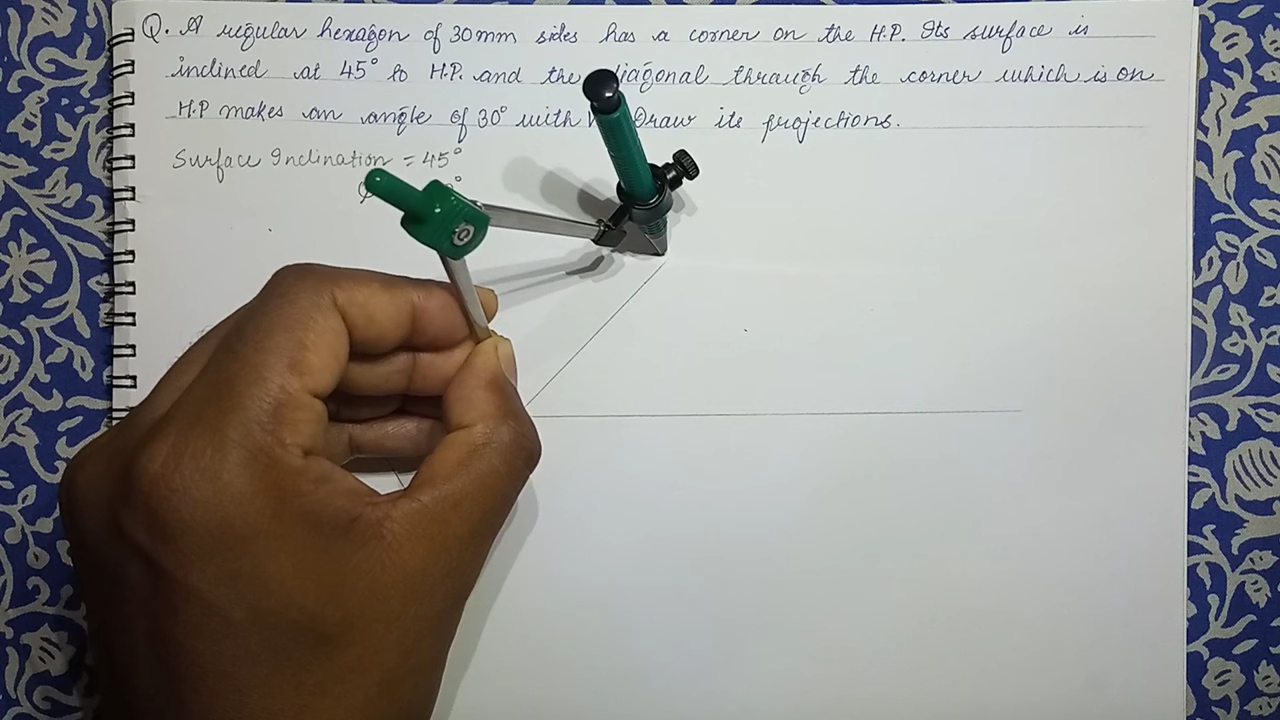 Q. A regular hexagon of 30mm sides has a corner on the H.P. Its surface is
inclined at 45° to H.P. and the diagonal through the corner which is on
H.P makes an angle of 30° with Draw its projections.
Surface Inclination = 45°